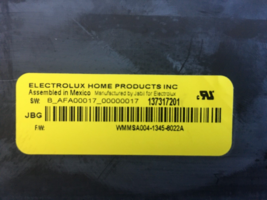 ELECTROLUX HOME PRODUCTS INC
Assembled in Mexico Manufactured by Jabil for Electrolux
SW: B_AFA00017_00000017 137317201
JBG
F/W: WMMSA004-1345-6022A